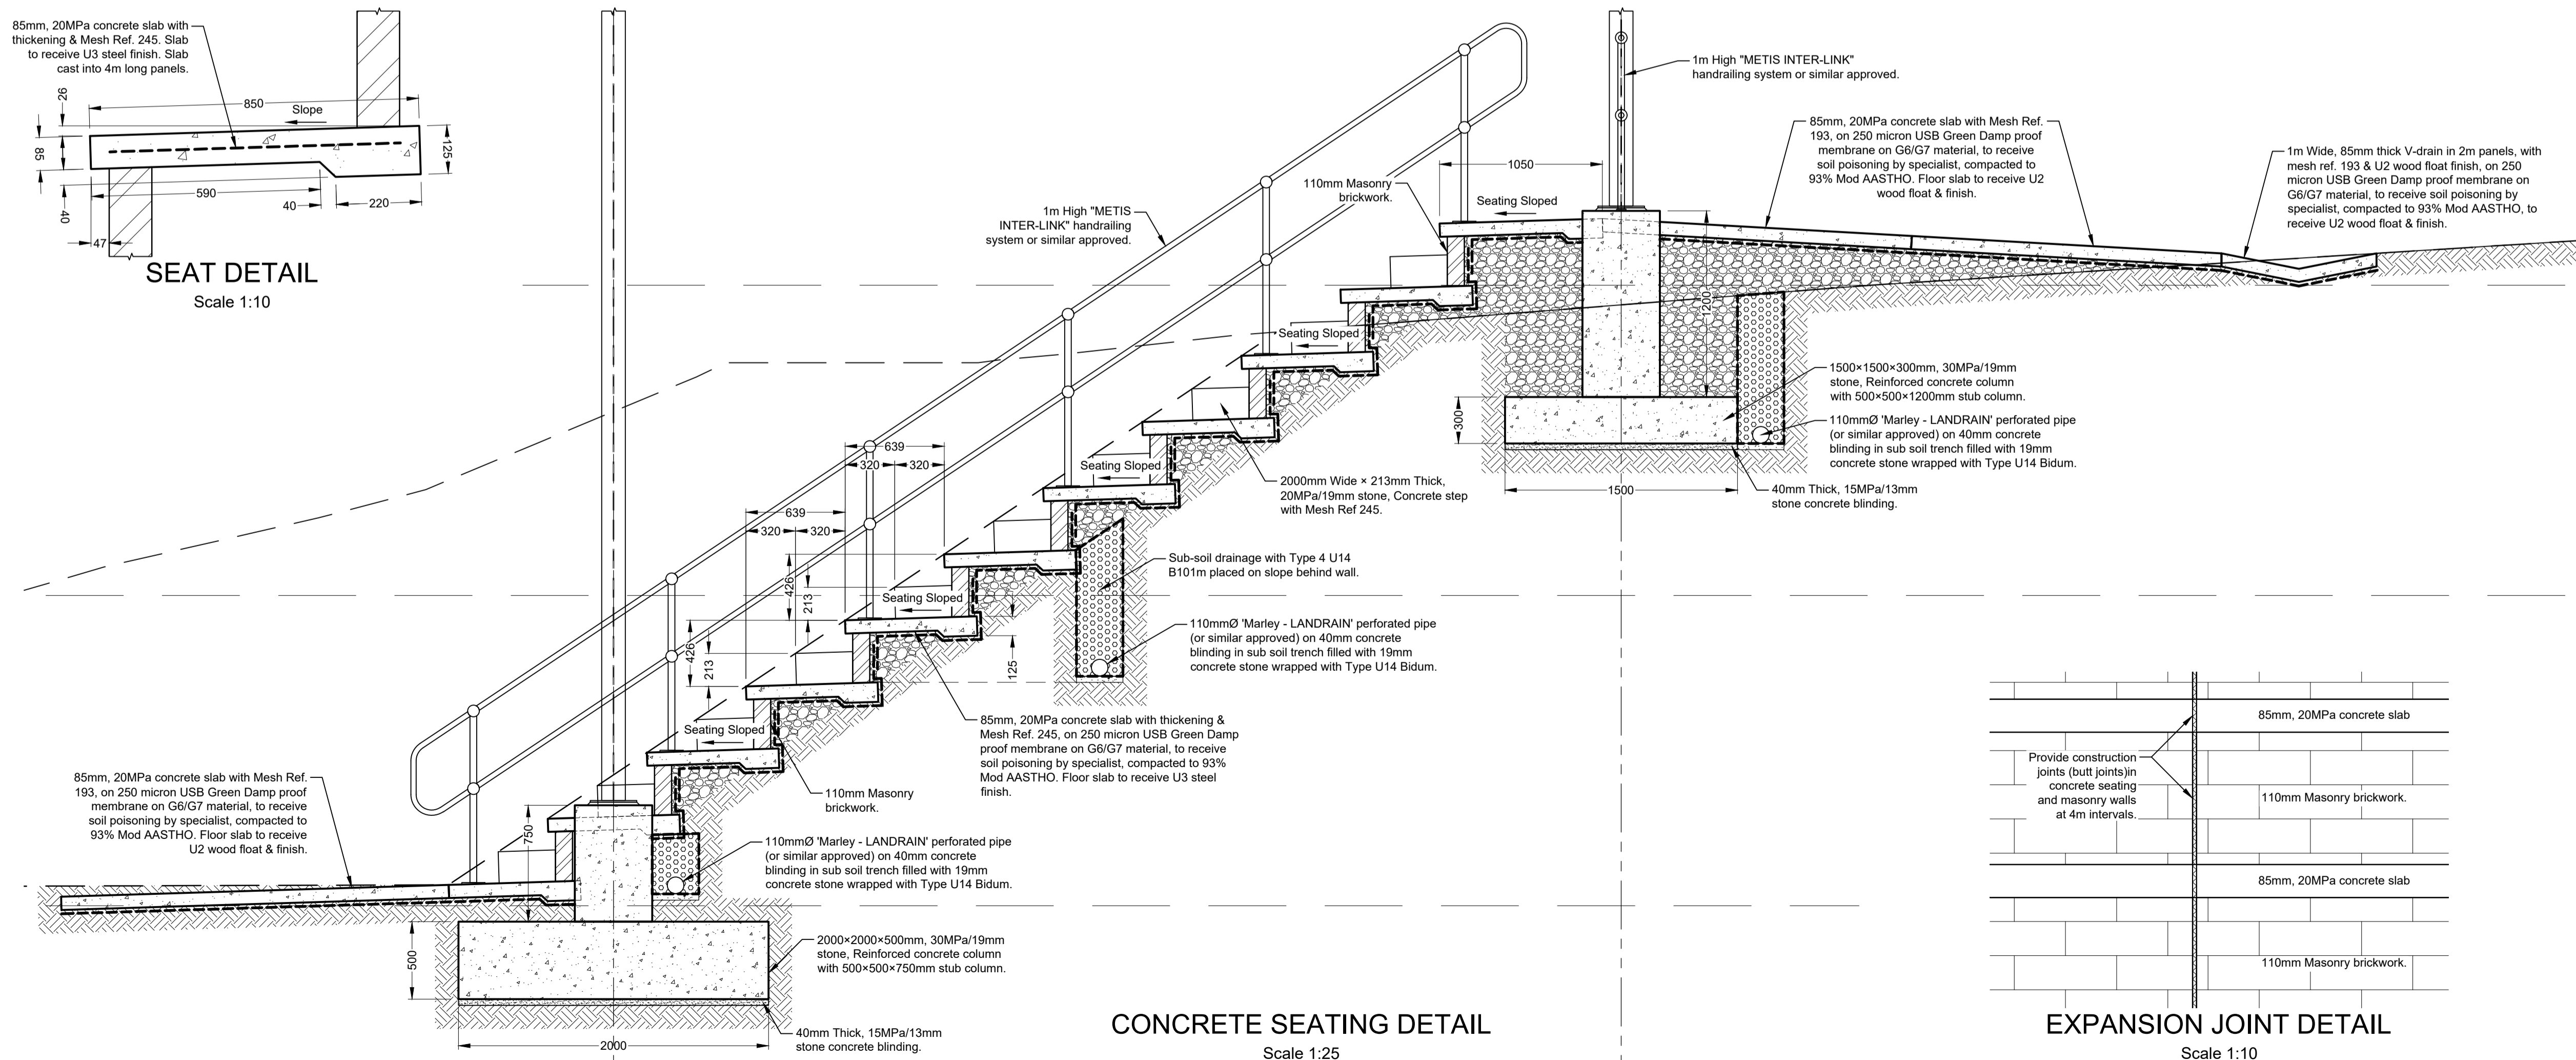 85mm, 20MPa concrete slab with
thickening & Mesh Ref. 245. Slab
to receive U3 steel finish. Slab
cast into 4m long panels.
92
850
Slope
85
125
590
40
220
40
47
SEAT DETAIL
Scale 1:10
1m High "METIS
INTER-LINK" handrailing
system or similar approved.
110mm Masonry
brickwork.
1050
Seating Sloped
1m High "METIS INTER-LINK"
handrailing system or similar approved.
85mm, 20MPa concrete slab with Mesh Ref.
193, on 250 micron USB Green Damp proof
membrane on G6/G7 material, to receive
soil poisoning by specialist, compacted to
93% Mod AASTHO. Floor slab to receive U2
wood float & finish.
1m Wide, 85mm thick V-drain in 2m panels, with
mesh ref. 193 & U2 wood float finish, on 250
micron USB Green Damp proof membrane on
G6/G7 material, to receive soil poisoning by
specialist, compacted to 93% Mod AASTHO, to
receive U2 wood float & finish.
1200
Seating Sloped
300
1500
1500×1500×300mm, 30MPa/19mm
stone, Reinforced concrete column
with 500×500×1200mm stub column.
110mmØ 'Marley - LANDRAIN' perforated pipe
(or similar approved) on 40mm concrete
blinding in sub soil trench filled with 19mm
concrete stone wrapped with Type U14 Bidum.
40mm Thick, 15MPa/13mm
stone concrete blinding.
639
320
320
Seating Sloped
2000mm Wide × 213mm Thick,
20MPa/19mm stone, Concrete step
with Mesh Ref 245.
639
320
320
426
213
Seating Sloped
Sub-soil drainage with Type 4 U14
B101m placed on slope behind wall.
426
213
125
110mmØ 'Marley - LANDRAIN' perforated pipe
(or similar approved) on 40mm concrete
blinding in sub soil trench filled with 19mm
concrete stone wrapped with Type U14 Bidum.
Seating Sloped
85mm, 20MPa concrete slab with thickening &
Mesh Ref. 245, on 250 micron USB Green Damp
proof membrane on G6/G7 material, to receive
soil poisoning by specialist, compacted to 93%
Mod AASTHO. Floor slab to receive U3 steel
finish.
110mm Masonry
brickwork.
85mm, 20MPa concrete slab with Mesh Ref.
193, on 250 micron USB Green Damp proof
membrane on G6/G7 material, to receive
soil poisoning by specialist, compacted to
93% Mod AASTHO. Floor slab to receive
U2 wood float & finish.
750
110mmØ 'Marley - LANDRAIN' perforated pipe
(or similar approved) on 40mm concrete
blinding in sub soil trench filled with 19mm
concrete stone wrapped with Type U14 Bidum.
500
2000×2000×500mm, 30MPa/19mm
stone, Reinforced concrete column
with 500×500×750mm stub column.
40mm Thick, 15MPa/13mm
stone concrete blinding.
2000
CONCRETE SEATING DETAIL
Scale 1:25
85mm, 20MPa concrete slab
Provide construction
joints (butt joints)in
concrete seating
and masonry walls
at 4m intervals.
110mm Masonry brickwork.
85mm, 20MPa concrete slab
110mm Masonry brickwork.
EXPANSION JOINT DETAIL
Scale 1:10